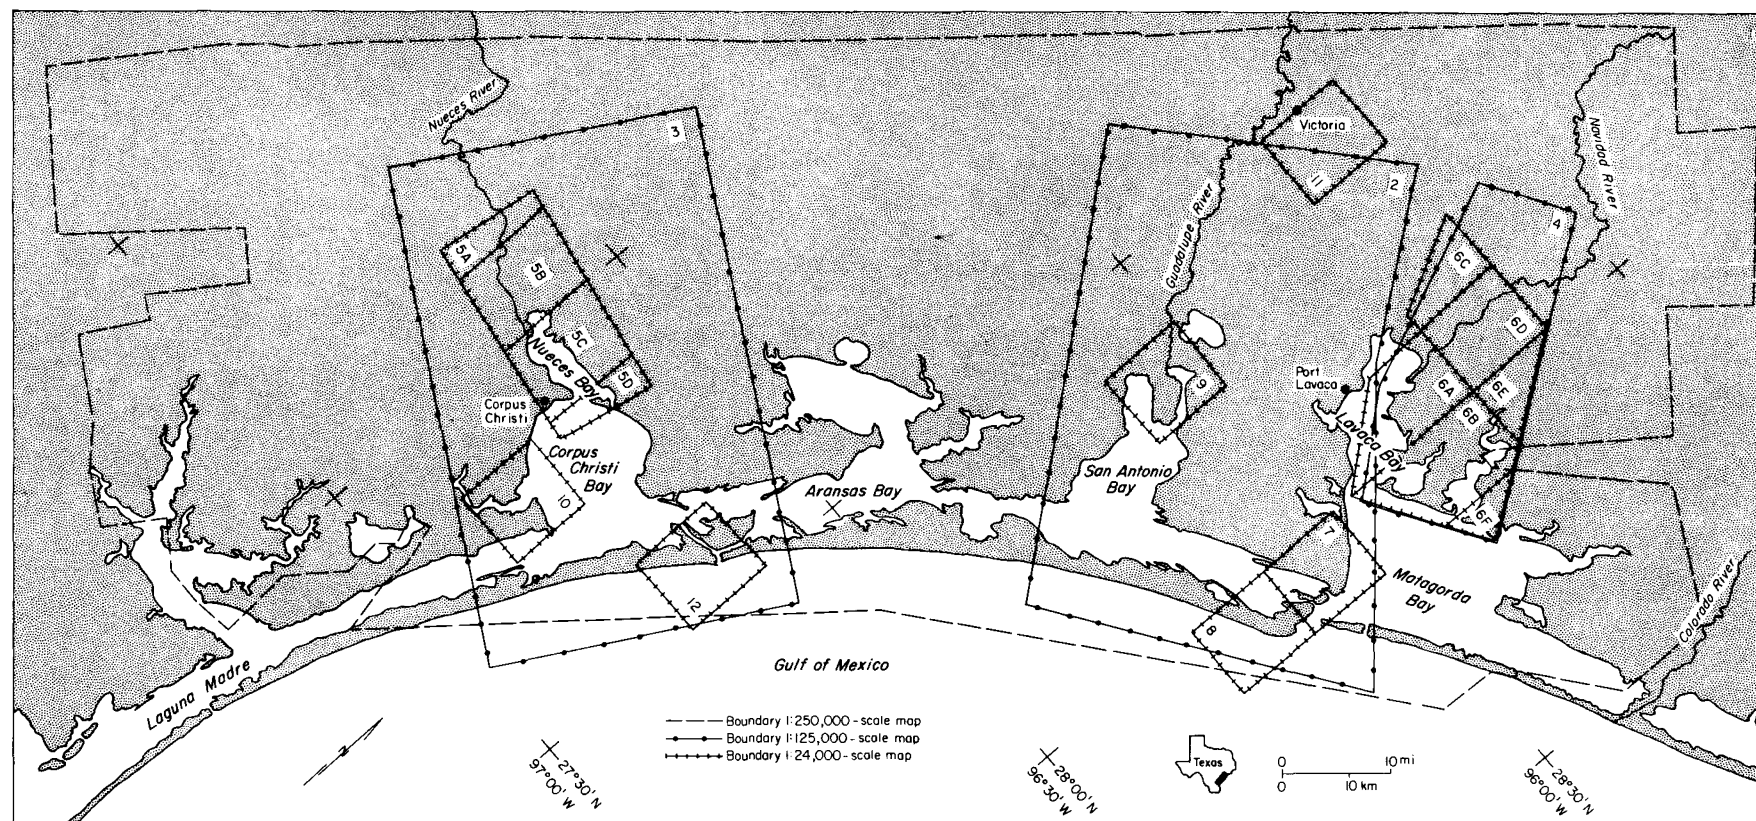 Nueces River
3
Victoria
11
2
Guadalupe River
Navidad River
4
5A
5B
5C
5D
Nueces Bay
Corpus
Christi
Corpus
Christi
Bay
10
12
Aransas Bay
San Antonio
Bay
9
Port
Lavaca
Lavaca Bay
6C
6D
6A
6E
6B
6F
7
8
Matagorda
Bay
Colorado River
Laguna Madre
Gulf of Mexico
N
Boundary 1:250,000-scale map
Boundary 1:125,000-scale map
Boundary 1:24,000-scale map
Texas
0 10 mi
0 10 km
27°30' N
97°00' W
28°00' N
96°30' W
28°30' N
96°00' W